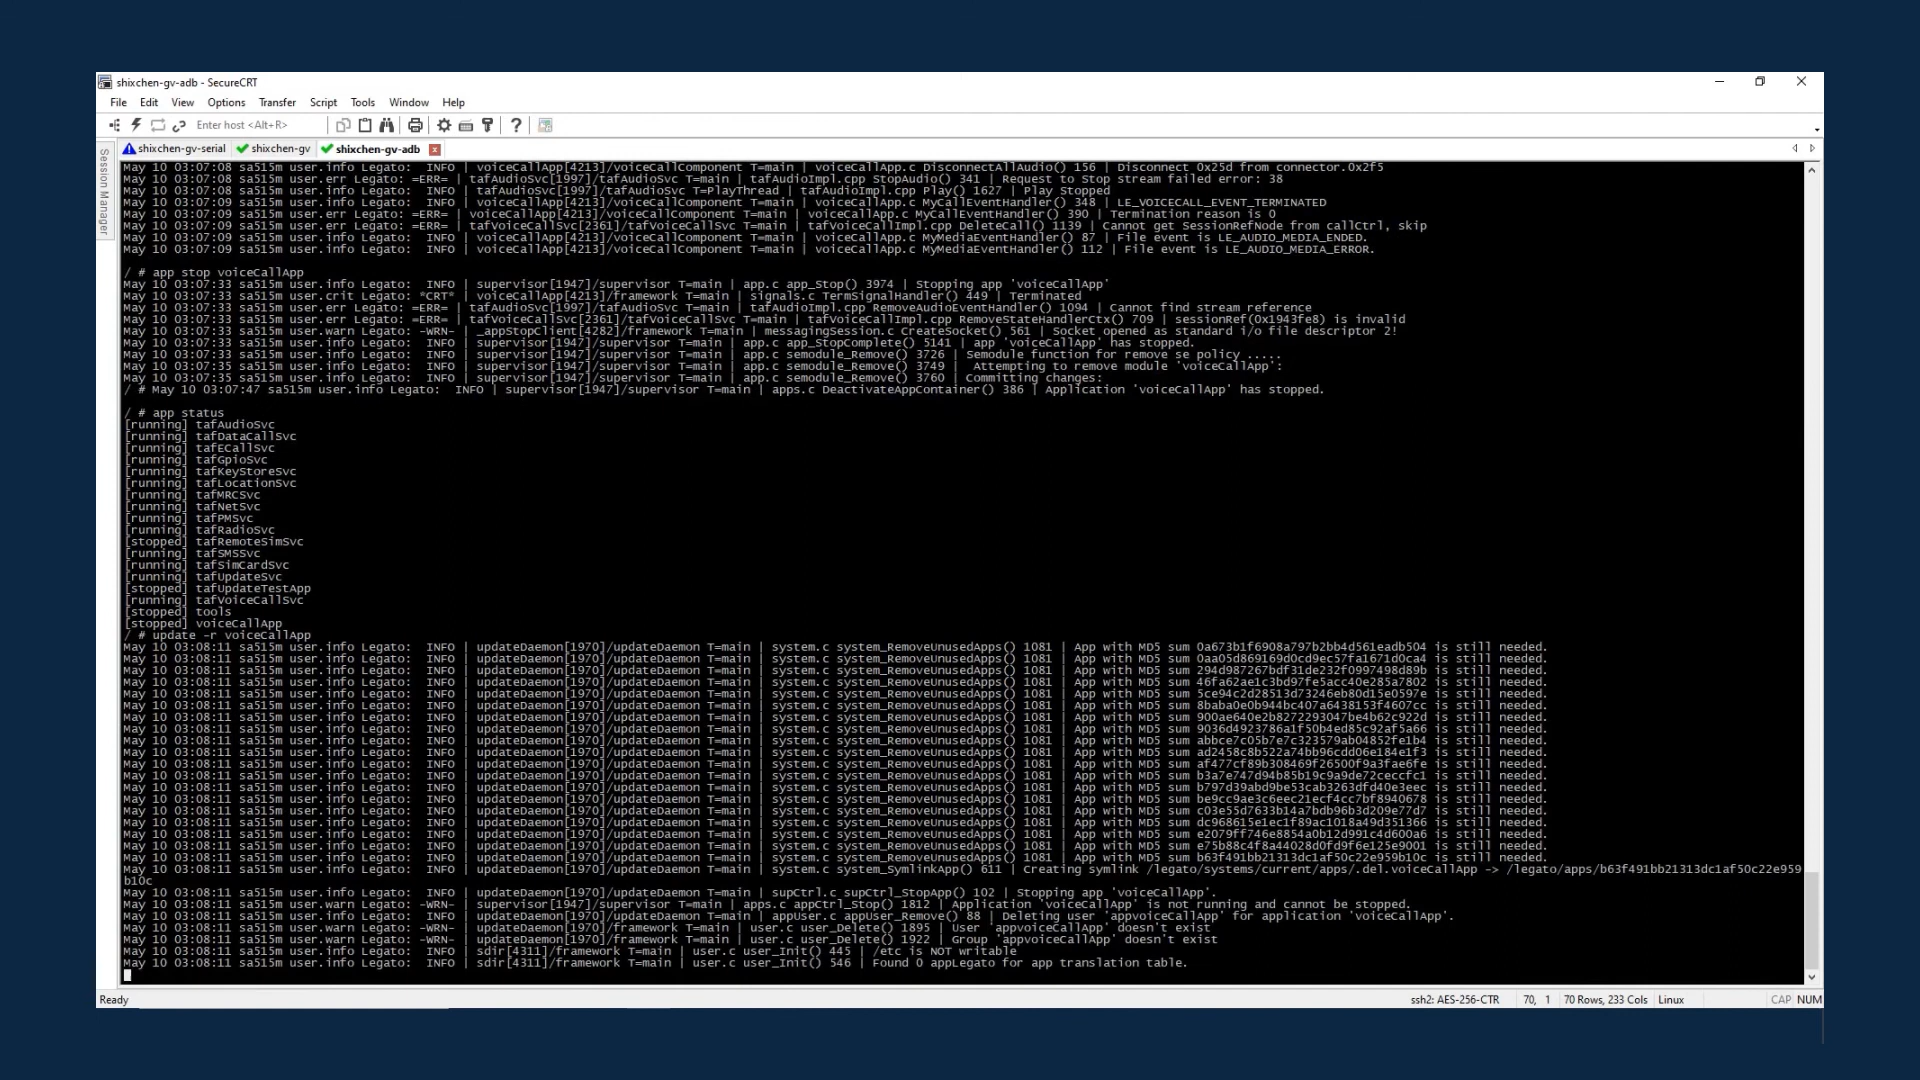 shixchen-gv-adb - SecureCRT
File Edit View Options Transfer Script Tools Window Help
Enter host <Alt+R>
Session Manager
shixchen-gv-serial shixchen-gv shixchen-gv-adb
May 10 03:07:08 sa515m user.info Legato:  INFO | voiceCallApp[4213]/voiceCallComponent T=main | voiceCallApp.c DisconnectAllAudio() 156 | Disconnect 0x25d from connector.0x2f5
May 10 03:07:08 sa515m user.err Legato: =ERR= | tafAudioSvc[1997]/tafAudioSvc T=main | tafAudioImpl.cpp StopAudio() 341 | Request to Stop stream failed error: 38
May 10 03:07:08 sa515m user.info Legato:  INFO | tafAudioSvc[1997]/tafAudioSvc T=PlayThread | tafAudioImpl.cpp Play() 1627 | Play Stopped
May 10 03:07:09 sa515m user.info Legato:  INFO | voiceCallApp[4213]/voiceCallComponent T=main | voiceCallApp.c MyCallEventHandler() 348 | LE_VOICECALL_EVENT_TERMINATED
May 10 03:07:09 sa515m user.err Legato: =ERR= | voiceCallApp[4213]/voiceCallComponent T=main | voiceCallApp.c MyCallEventHandler() 390 | Termination reason is 0
May 10 03:07:09 sa515m user.err Legato: =ERR= | tafVoiceCallSvc[2361]/tafVoiceCallSvc T=main | tafVoiceCallImpl.cpp DeleteCall() 1139 | Cannot get SessionRefNode from callCtrl, skip
May 10 03:07:09 sa515m user.info Legato:  INFO | voiceCallApp[4213]/voiceCallComponent T=main | voiceCallApp.c MyMediaEventHandler() 87 | File event is LE_AUDIO_MEDIA_ENDED.
May 10 03:07:09 sa515m user.info Legato:  INFO | voiceCallApp[4213]/voiceCallComponent T=main | voiceCallApp.c MyMediaEventHandler() 112 | File event is LE_AUDIO_MEDIA_ERROR.
/ # app stop voiceCallApp
May 10 03:07:33 sa515m user.info Legato:  INFO | supervisor[1947]/supervisor T=main | app.c app_Stop() 3974 | Stopping app 'voiceCallApp'
May 10 03:07:33 sa515m user.crit Legato: *CRT* | voiceCallApp[4213]/framework T=main | signals.c TermSignalHandler() 449 | Terminated
May 10 03:07:33 sa515m user.err Legato: =ERR= | tafAudioSvc[1997]/tafAudioSvc T=main | tafAudioImpl.cpp RemoveAudioEventHandler() 1094 | Cannot find stream reference
May 10 03:07:33 sa515m user.err Legato: =ERR= | tafVoiceCallSvc[2361]/tafVoiceCallSvc T=main | tafVoiceCallImpl.cpp RemoveStateHandlerCtx() 709 | sessionRef(0x1943fe8) is invalid
May 10 03:07:33 sa515m user.warn Legato: -WRN- | _appStopClient[4282]/framework T=main | messagingSession.c CreateSocket() 561 | Socket opened as standard i/o file descriptor 2!
May 10 03:07:33 sa515m user.info Legato:  INFO | supervisor[1947]/supervisor T=main | app.c app_StopComplete() 5141 | app 'voiceCallApp' has stopped.
May 10 03:07:33 sa515m user.info Legato:  INFO | supervisor[1947]/supervisor T=main | app.c semodule_Remove() 3726 | Semodule function for remove se policy .....
May 10 03:07:35 sa515m user.info Legato:  INFO | supervisor[1947]/supervisor T=main | app.c semodule_Remove() 3749 |  Attempting to remove module 'voiceCallApp':
May 10 03:07:35 sa515m user.info Legato:  INFO | supervisor[1947]/supervisor T=main | app.c semodule_Remove() 3760 | Committing changes:
/ # May 10 03:07:47 sa515m user.info Legato:  INFO | supervisor[1947]/supervisor T=main | apps.c DeactivateAppContainer() 386 | Application 'voiceCallApp' has stopped.
/ # app status
[running] tafAudioSvc
[running] tafDataCallSvc
[running] tafECallSvc
[running] tafGpioSvc
[running] tafKeyStoreSvc
[running] tafLocationSvc
[running] tafMRCSvc
[running] tafNetSvc
[running] tafPMSvc
[running] tafRadioSvc
[stopped] tafRemoteSimSvc
[running] tafSMSSvc
[running] tafSimCardSvc
[running] tafUpdateSvc
[stopped] tafUpdateTestApp
[running] tafVoiceCallSvc
[stopped] tools
[stopped] voiceCallApp
/ # update -r voiceCallApp
May 10 03:08:11 sa515m user.info Legato:  INFO | updateDaemon[1970]/updateDaemon T=main | system.c system_RemoveUnusedApps() 1081 | App with MD5 sum 0a673b1f6908a797b2bb4d561eadb504 is still needed.
May 10 03:08:11 sa515m user.info Legato:  INFO | updateDaemon[1970]/updateDaemon T=main | system.c system_RemoveUnusedApps() 1081 | App with MD5 sum 0aa05d869169d0cd9ec57fa1671d0ca4 is still needed.
May 10 03:08:11 sa515m user.info Legato:  INFO | updateDaemon[1970]/updateDaemon T=main | system.c system_RemoveUnusedApps() 1081 | App with MD5 sum 294d987267bdf31de232f0997498d89b is still needed.
May 10 03:08:11 sa515m user.info Legato:  INFO | updateDaemon[1970]/updateDaemon T=main | system.c system_RemoveUnusedApps() 1081 | App with MD5 sum 46fa62ae1c3bd97fe5acc40e285a7802 is still needed.
May 10 03:08:11 sa515m user.info Legato:  INFO | updateDaemon[1970]/updateDaemon T=main | system.c system_RemoveUnusedApps() 1081 | App with MD5 sum 5ce94c2d28513d73246eb80d15e0597e is still needed.
May 10 03:08:11 sa515m user.info Legato:  INFO | updateDaemon[1970]/updateDaemon T=main | system.c system_RemoveUnusedApps() 1081 | App with MD5 sum 8baba0e0b944bc407a6438153f4607cc is still needed.
May 10 03:08:11 sa515m user.info Legato:  INFO | updateDaemon[1970]/updateDaemon T=main | system.c system_RemoveUnusedApps() 1081 | App with MD5 sum 900ae640e2b8272293047be4b62c922d is still needed.
May 10 03:08:11 sa515m user.info Legato:  INFO | updateDaemon[1970]/updateDaemon T=main | system.c system_RemoveUnusedApps() 1081 | App with MD5 sum 9036d4923786a1f50b4ed85c92af5a66 is still needed.
May 10 03:08:11 sa515m user.info Legato:  INFO | updateDaemon[1970]/updateDaemon T=main | system.c system_RemoveUnusedApps() 1081 | App with MD5 sum abbce7c05b7e7c323579ab04852fe1b4 is still needed.
May 10 03:08:11 sa515m user.info Legato:  INFO | updateDaemon[1970]/updateDaemon T=main | system.c system_RemoveUnusedApps() 1081 | App with MD5 sum ad2458c8b522a74bb96cdd06e184e1f3 is still needed.
May 10 03:08:11 sa515m user.info Legato:  INFO | updateDaemon[1970]/updateDaemon T=main | system.c system_RemoveUnusedApps() 1081 | App with MD5 sum af477cf89b308469f26500f9a3fae6fe is still needed.
May 10 03:08:11 sa515m user.info Legato:  INFO | updateDaemon[1970]/updateDaemon T=main | system.c system_RemoveUnusedApps() 1081 | App with MD5 sum b3a7e747d94b85b19c9a9de72ceccfc1 is still needed.
May 10 03:08:11 sa515m user.info Legato:  INFO | updateDaemon[1970]/updateDaemon T=main | system.c system_RemoveUnusedApps() 1081 | App with MD5 sum b797d39abd9be53cab3263dfd40e3eec is still needed.
May 10 03:08:11 sa515m user.info Legato:  INFO | updateDaemon[1970]/updateDaemon T=main | system.c system_RemoveUnusedApps() 1081 | App with MD5 sum be9cc9ae3c6eec21ecf4cc7bf8940678 is still needed.
May 10 03:08:11 sa515m user.info Legato:  INFO | updateDaemon[1970]/updateDaemon T=main | system.c system_RemoveUnusedApps() 1081 | App with MD5 sum c03e55d7633b14a7bdb96b3d209e77d7 is still needed.
May 10 03:08:11 sa515m user.info Legato:  INFO | updateDaemon[1970]/updateDaemon T=main | system.c system_RemoveUnusedApps() 1081 | App with MD5 sum dc968615e1ec1f89ac1018a49d351366 is still needed.
May 10 03:08:11 sa515m user.info Legato:  INFO | updateDaemon[1970]/updateDaemon T=main | system.c system_RemoveUnusedApps() 1081 | App with MD5 sum e2079ff746e8854a0b12d991c4d600a6 is still needed.
May 10 03:08:11 sa515m user.info Legato:  INFO | updateDaemon[1970]/updateDaemon T=main | system.c system_RemoveUnusedApps() 1081 | App with MD5 sum e75b88c4f8a44028d0fd9f6e125e9001 is still needed.
May 10 03:08:11 sa515m user.info Legato:  INFO | updateDaemon[1970]/updateDaemon T=main | system.c system_RemoveUnusedApps() 1081 | App with MD5 sum b63f491bb21313dc1af50c22e959b10c is still needed.
May 10 03:08:11 sa515m user.info Legato:  INFO | updateDaemon[1970]/updateDaemon T=main | system.c system_SymlinkApp() 611 | Creating symlink /legato/systems/current/apps/.del.voiceCallApp -> /legato/apps/b63f491bb21313dc1af50c22e959
b10c
May 10 03:08:11 sa515m user.info Legato:  INFO | updateDaemon[1970]/updateDaemon T=main | supCtrl.c supCtrl_StopApp() 102 | Stopping app 'voiceCallApp'.
May 10 03:08:11 sa515m user.warn Legato: -WRN- | supervisor[1947]/supervisor T=main | apps.c appCtrl_Stop() 1812 | Application 'voiceCallApp' is not running and cannot be stopped.
May 10 03:08:11 sa515m user.info Legato:  INFO | updateDaemon[1970]/updateDaemon T=main | appUser.c appUser_Remove() 88 | Deleting user 'appvoiceCallApp' for application 'voiceCallApp'.
May 10 03:08:11 sa515m user.warn Legato: -WRN- | updateDaemon[1970]/framework T=main | user.c user_Delete() 1895 | User 'appvoiceCallApp' doesn't exist
May 10 03:08:11 sa515m user.warn Legato: -WRN- | updateDaemon[1970]/framework T=main | user.c user_Delete() 1922 | Group 'appvoiceCallApp' doesn't exist
May 10 03:08:11 sa515m user.info Legato:  INFO | sdir[4311]/framework T=main | user.c user_Init() 445 | /etc is NOT writable
May 10 03:08:11 sa515m user.info Legato:  INFO | sdir[4311]/framework T=main | user.c user_Init() 546 | Found 0 appLegato for app translation table.
Ready ssh2: AES-256-CTR 70, 1 70 Rows, 233 Cols Linux CAP NUM